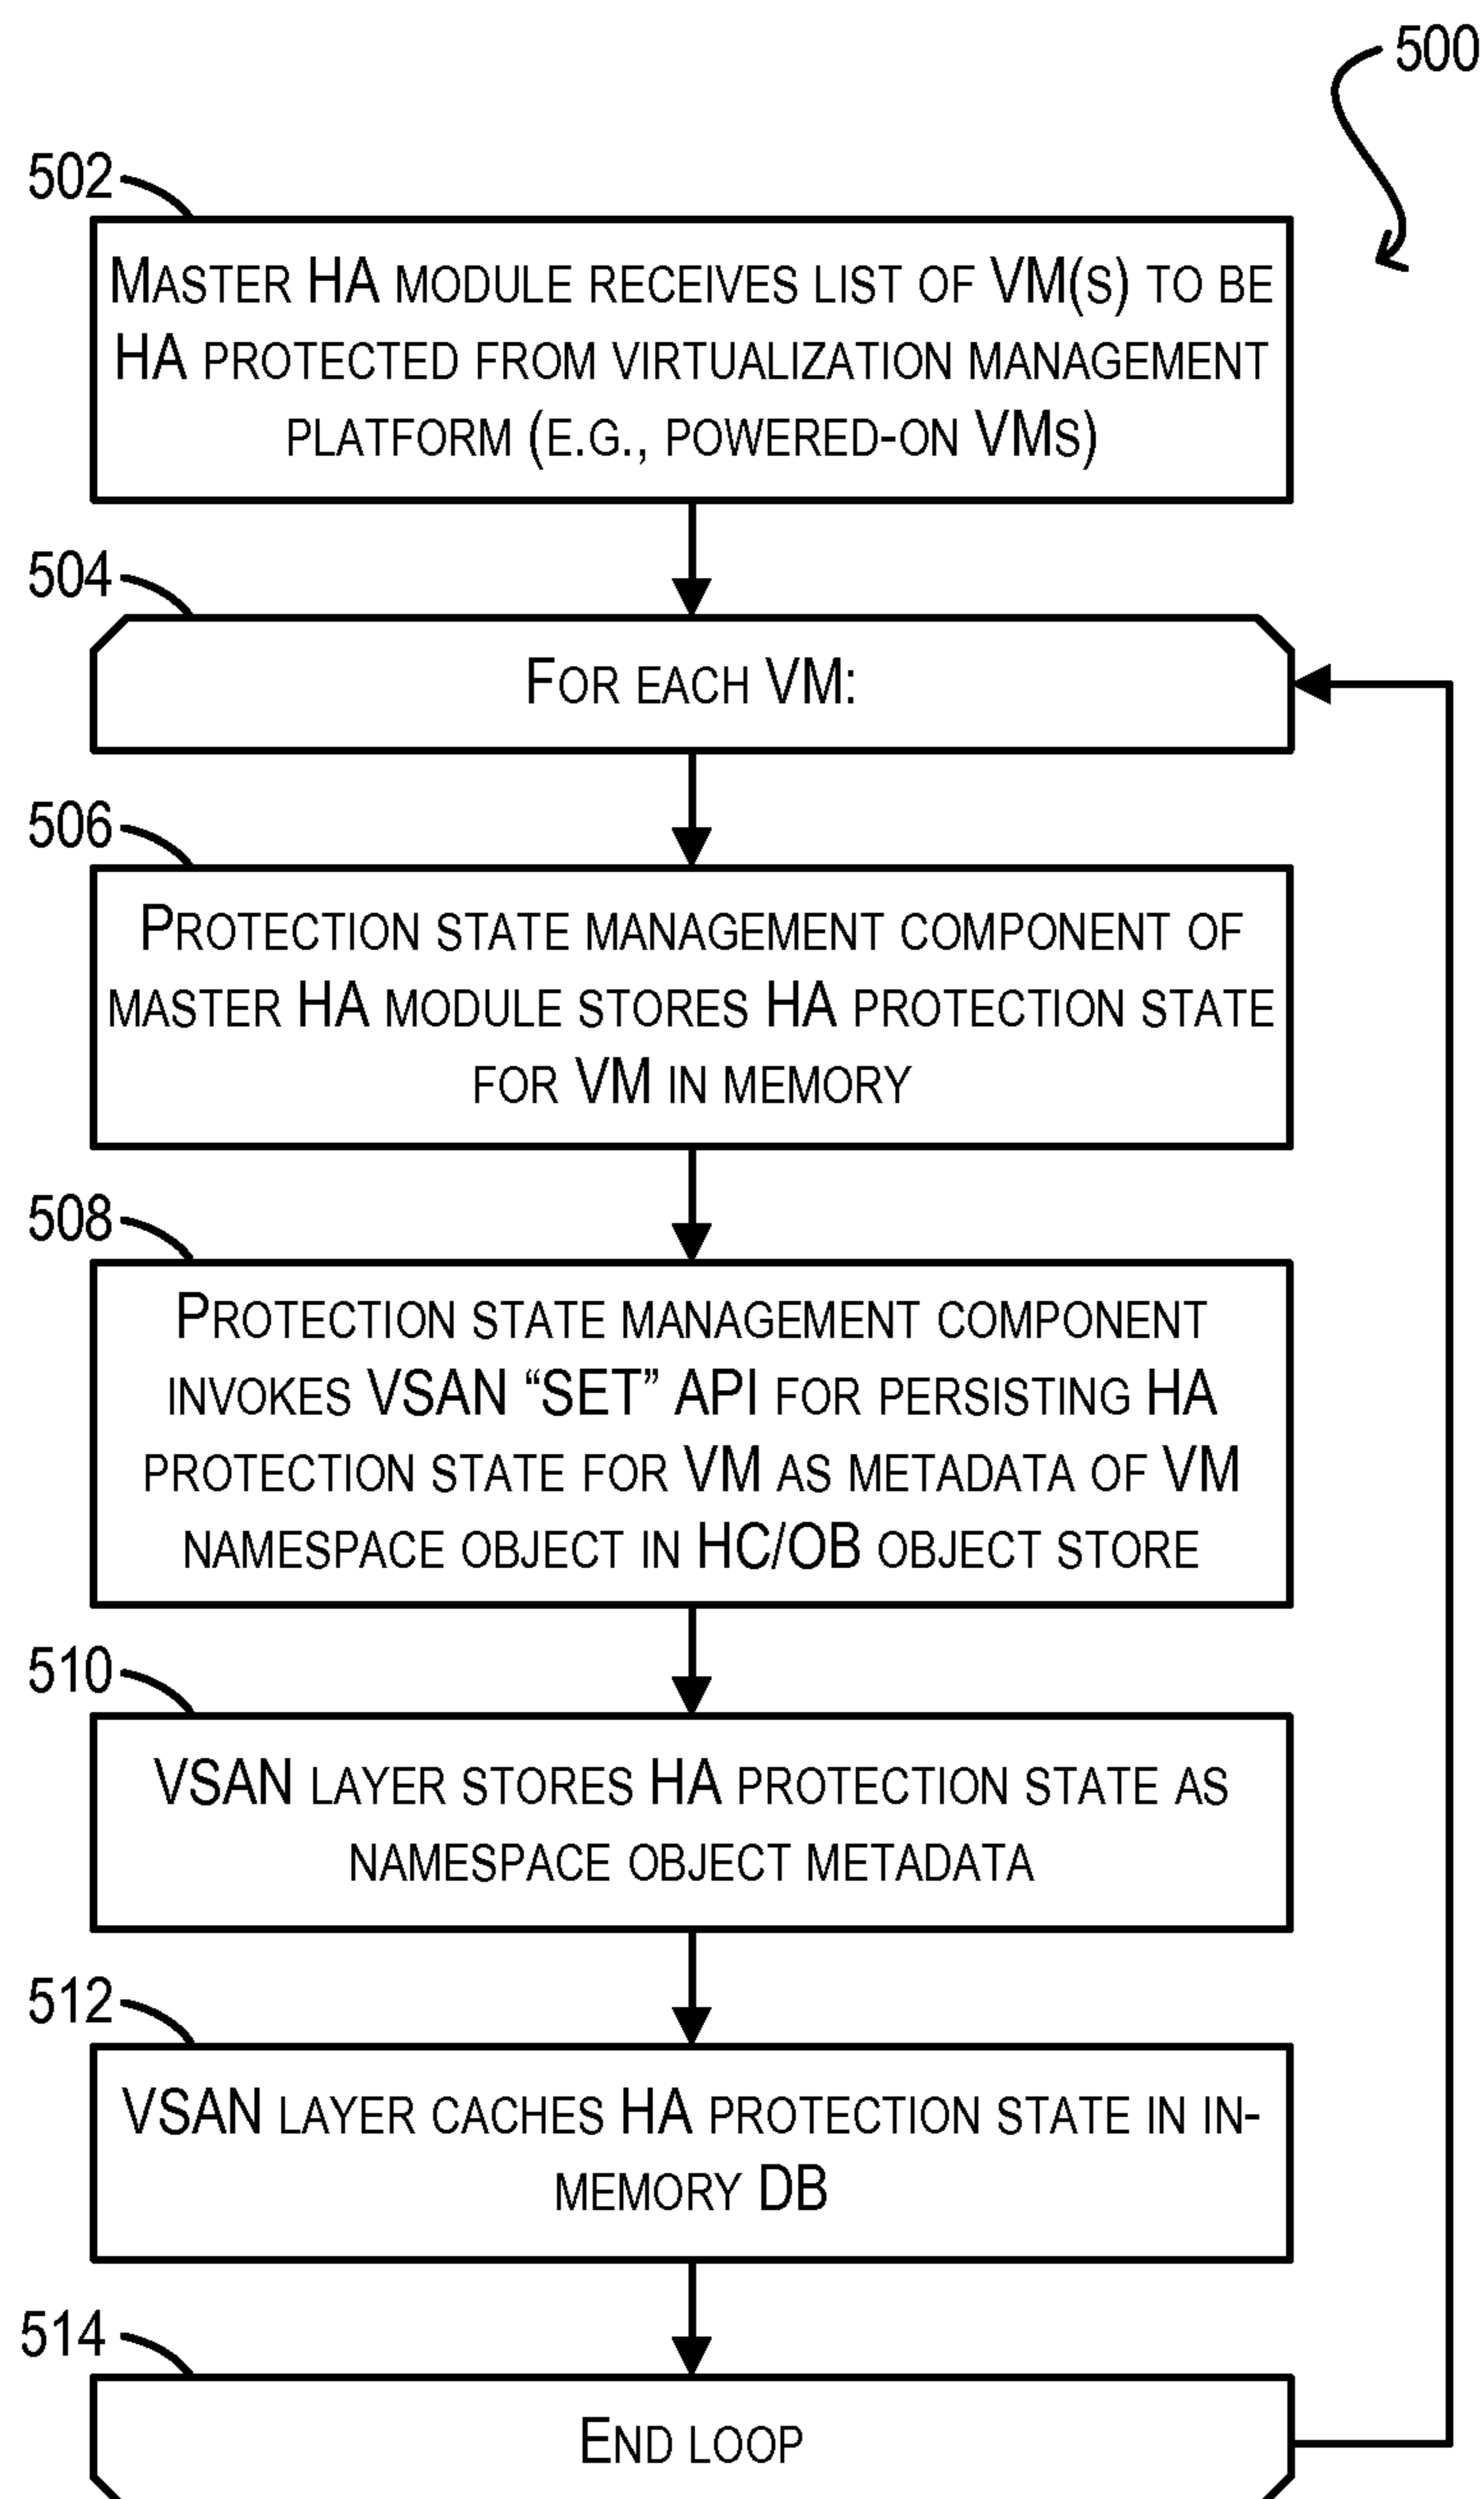 500
502
MASTER HA MODULE RECEIVES LIST OF VM(S) TO BE
HA PROTECTED FROM VIRTUALIZATION MANAGEMENT
PLATFORM (E.G., POWERED-ON VMS)
504
FOR EACH VM:
506
PROTECTION STATE MANAGEMENT COMPONENT OF
MASTER HA MODULE STORES HA PROTECTION STATE
FOR VM IN MEMORY
508
PROTECTION STATE MANAGEMENT COMPONENT
INVOKES VSAN “SET” API FOR PERSISTING HA
PROTECTION STATE FOR VM AS METADATA OF VM
NAMESPACE OBJECT IN HC/OB OBJECT STORE
510
VSAN LAYER STORES HA PROTECTION STATE AS
NAMESPACE OBJECT METADATA
512
VSAN LAYER CACHES HA PROTECTION STATE IN IN-
MEMORY DB
514
END LOOP